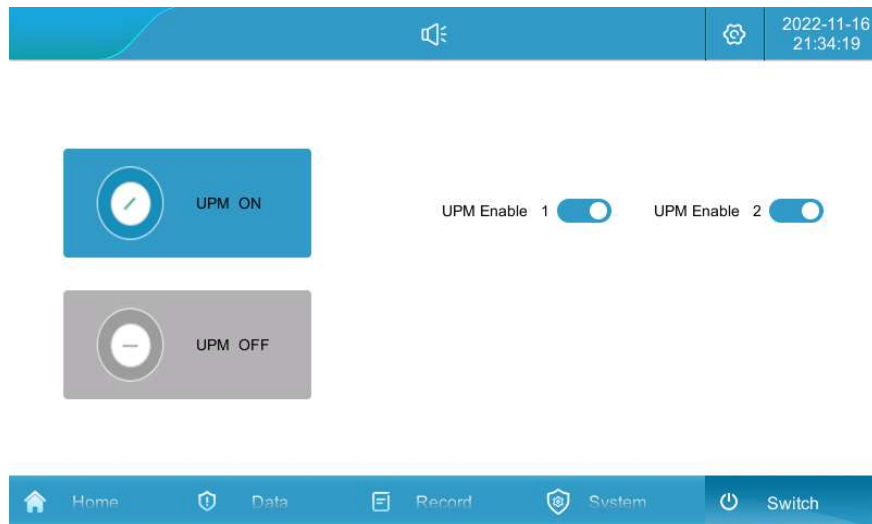 2022-11-16
21:34:19
UPM ON
UPM Enable 1
UPM Enable 2
UPM OFF
Home
Data
Record
System
Switch